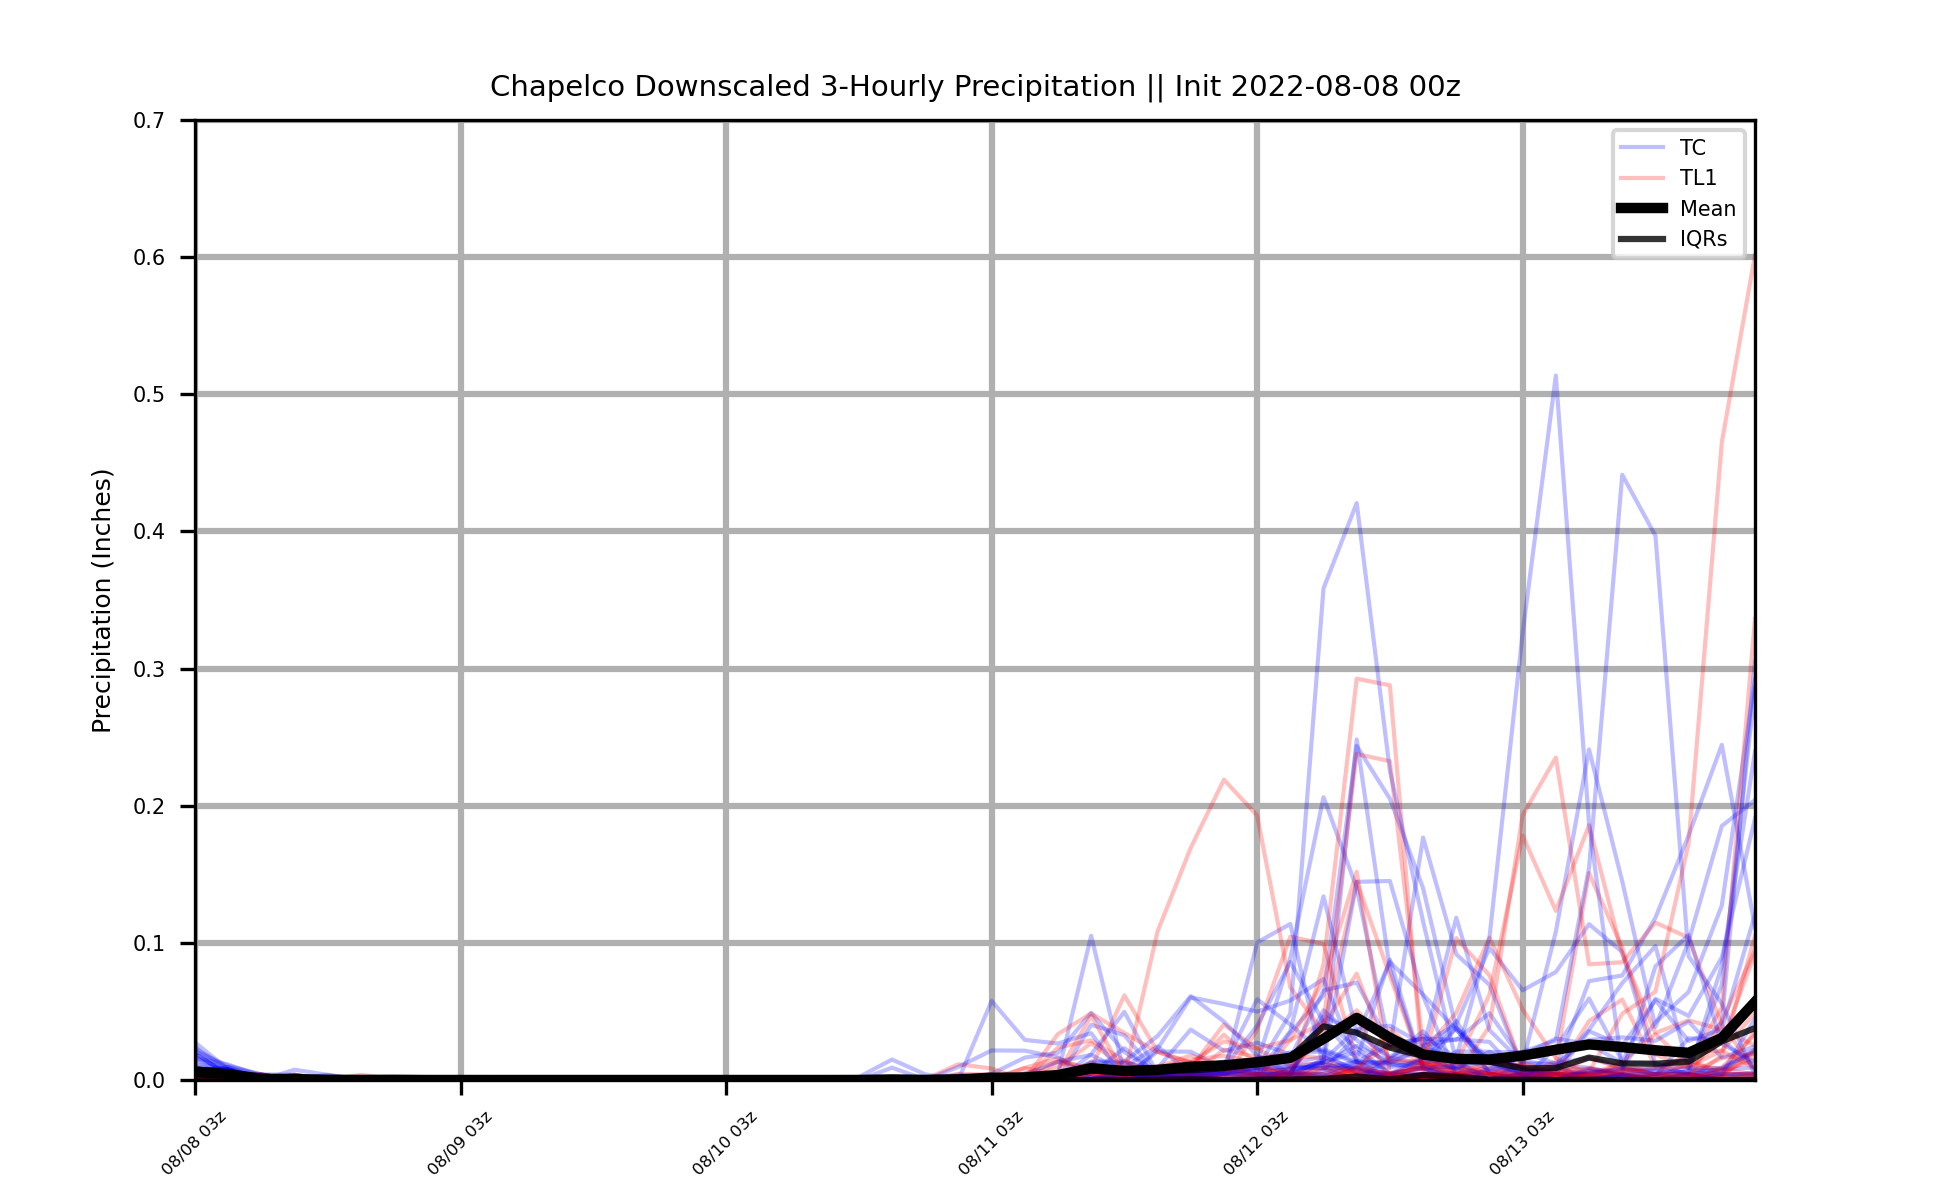 Chapelco Downscaled 3-Hourly Precipitation || Init 2022-08-08 00z
0.7
0.6
0.5
0.4
0.3
0.2
0.1
0.0
Precipitation (Inches)
TC
TL1
Mean
IQRs
08/08 03z
08/09 03z
08/10 03z
08/11 03z
08/12 03z
08/13 03z